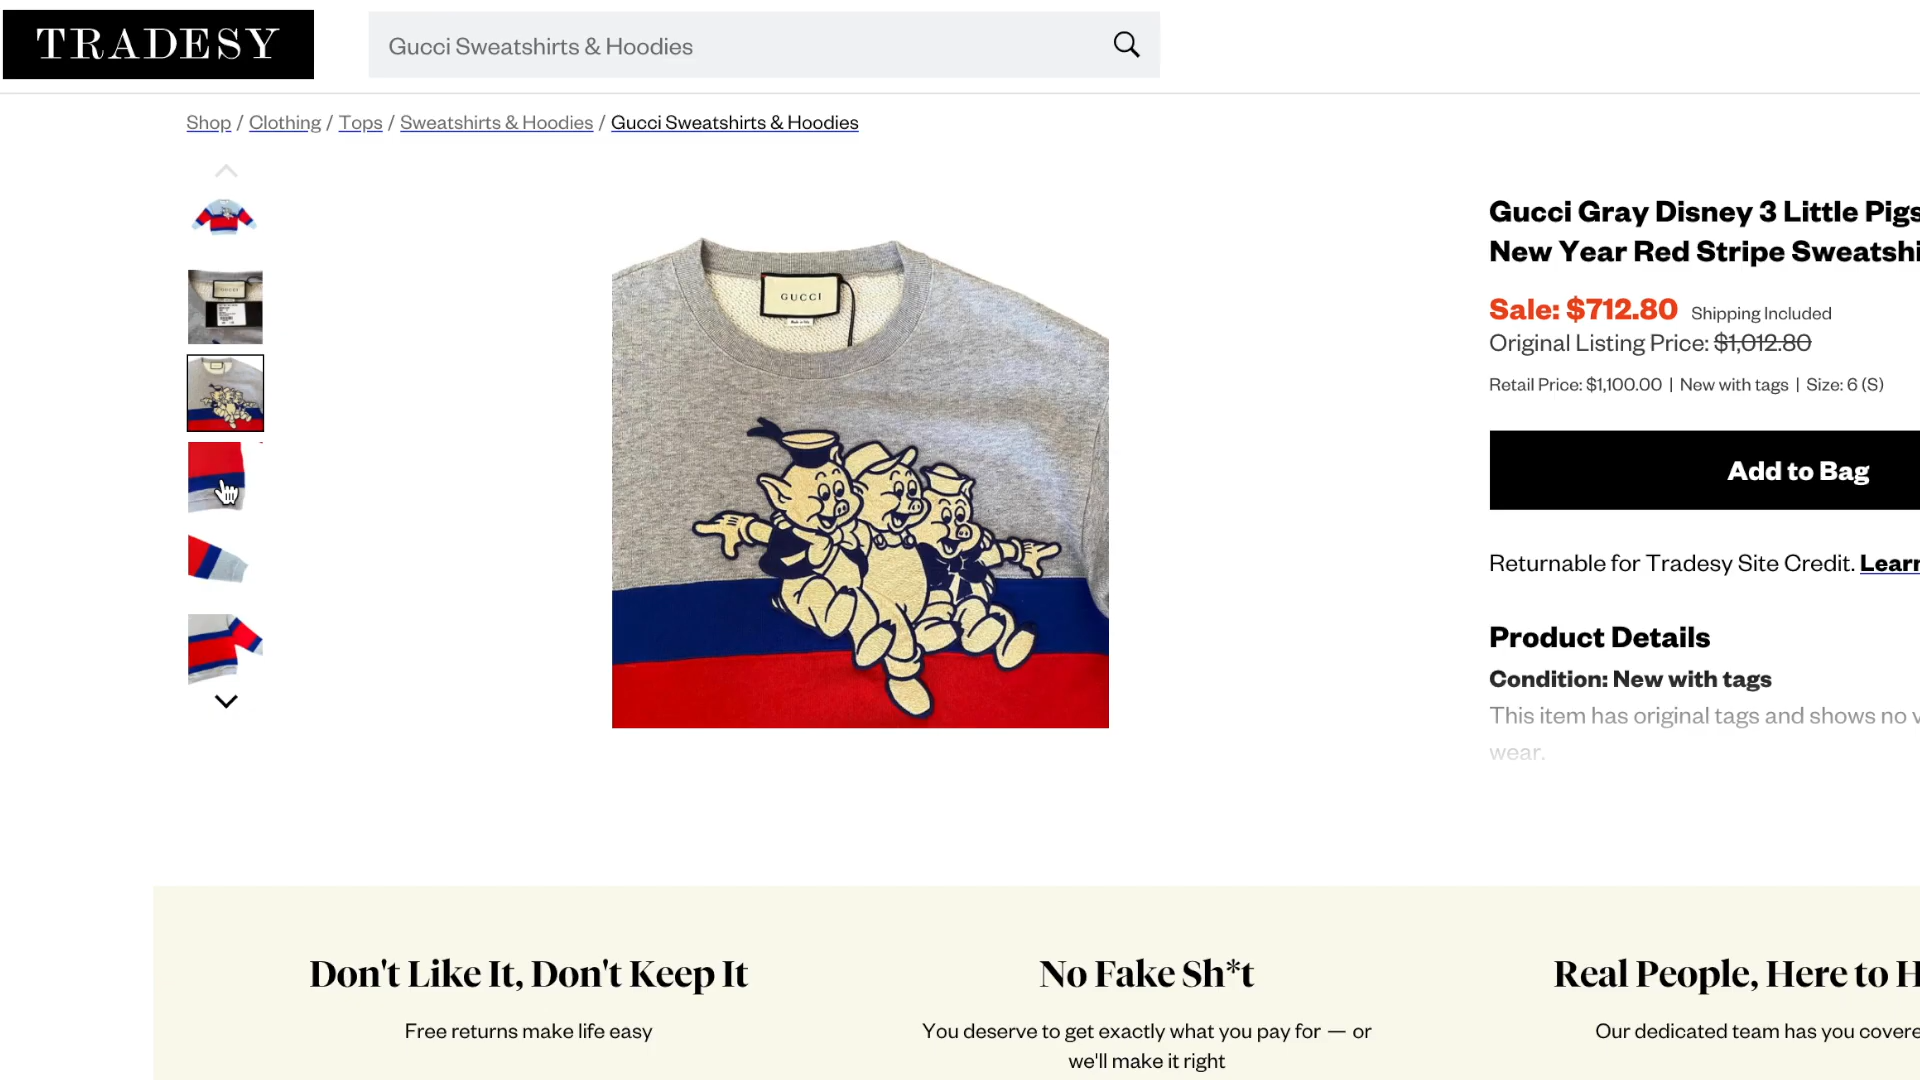 TRADESY
Gucci Sweatshirts & Hoodies
Shop / Clothing / Tops / Sweatshirts & Hoodies / Gucci Sweatshirts & Hoodies
GUCCI
Gucci Gray Disney 3 Little Pigs
New Year Red Stripe Sweatshi
Sale: $712.80 Shipping Included
Original Listing Price: $1,012.80
Retail Price: $1,100.00 | New with tags | Size: 6 (S)
Add to Bag
Returnable for Tradesy Site Credit. Learn
Product Details
Condition: New with tags
This item has original tags and shows no v
wear.
Don't Like It, Don't Keep It
Free returns make life easy
No Fake Sh*t
You deserve to get exactly what you pay for — or
we'll make it right
Real People, Here to H
Our dedicated team has you covere